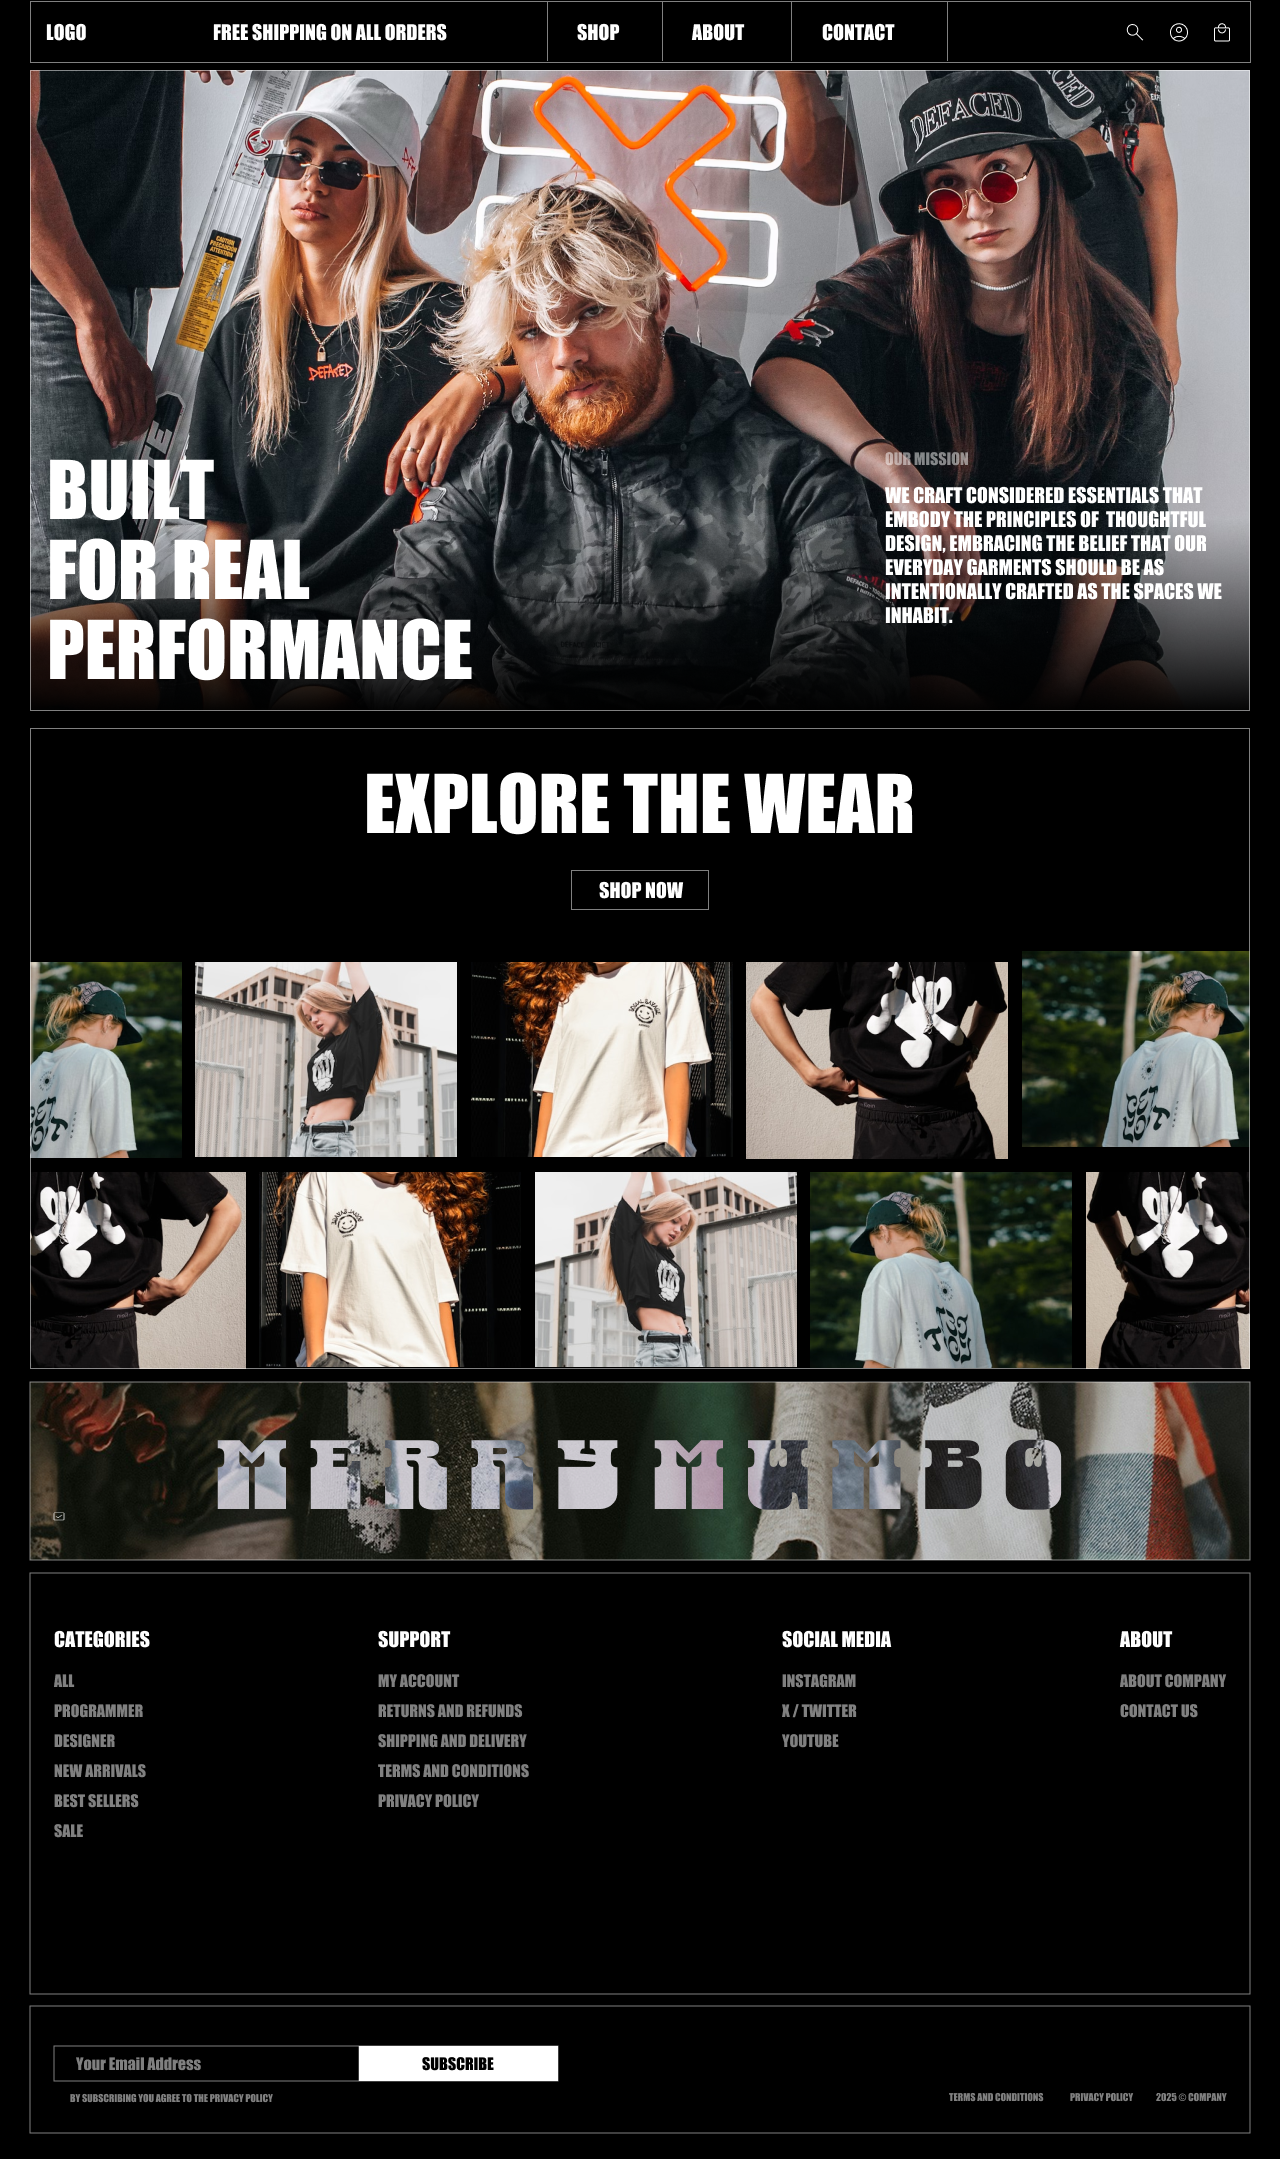 LOGO
FREE SHIPPING ON ALL ORDERS
SHOP
ABOUT
CONTACT
DEFACED
CAUTION
DEFACED
BUILT
FOR REAL
PERFORMANCE
OUR MISSION
WE CRAFT CONSIDERED ESSENTIALS THAT
EMBODY THE PRINCIPLES OF THOUGHTFUL
DESIGN, EMBRACING THE BELIEF THAT OUR
EVERYDAY GARMENTS SHOULD BE AS
INTENTIONALLY CRAFTED AS THE SPACES WE
INHABIT.
EXPLORE THE WEAR
SHOP NOW
MERRY MUMBO
CATEGORIES
ALL
PROGRAMMER
DESIGNER
NEW ARRIVALS
BEST SELLERS
SALE
SUPPORT
MY ACCOUNT
RETURNS AND REFUNDS
SHIPPING AND DELIVERY
TERMS AND CONDITIONS
PRIVACY POLICY
SOCIAL MEDIA
INSTAGRAM
X / TWITTER
YOUTUBE
ABOUT
ABOUT COMPANY
CONTACT US
Your Email Address
SUBSCRIBE
BY SUBSCRIBING YOU AGREE TO THE PRIVACY POLICY
TERMS AND CONDITIONS
PRIVACY POLICY
2025 © COMPANY